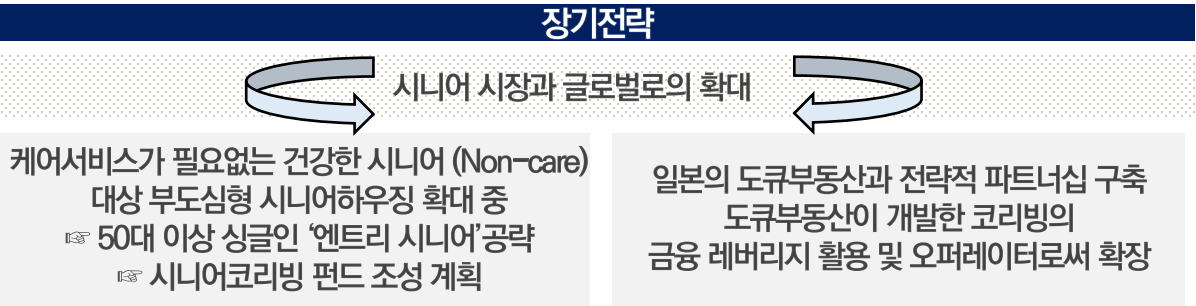 장기전략
시니어 시장과 글로벌로의 확대
케어서비스가 필요없는 건강한 시니어 (Non-care)
대상 부도심형 시니어하우징 확대 중
☞ 50대 이상 싱글인 ‘엔트리 시니어’공략
☞ 시니어코리빙 펀드 조성 계획
일본의 도큐부동산과 전략적 파트너십 구축
도큐부동산이 개발한 코리빙의
금융 레버리지 활용 및 오퍼레이터로써 확장